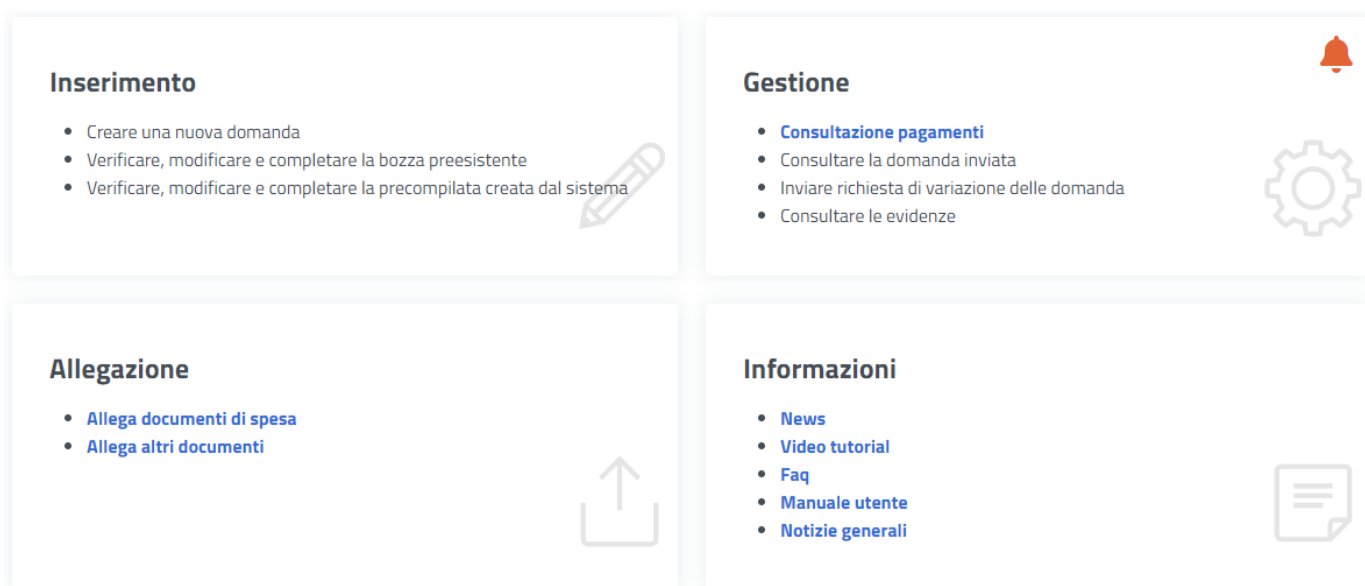 Inserimento
Creare una nuova domanda
Verificare, modificare e completare la bozza preesistente
Verificare, modificare e completare la precompilata creata dal sistema
Gestione
Consultazione pagamenti
Consultare la domanda inviata
Inviare richiesta di variazione delle domanda
Consultare le evidenze
Allegazione
Allega documenti di spesa
Allega altri documenti
Informazioni
News
Video tutorial
Faq
Manuale utente
Notizie generali